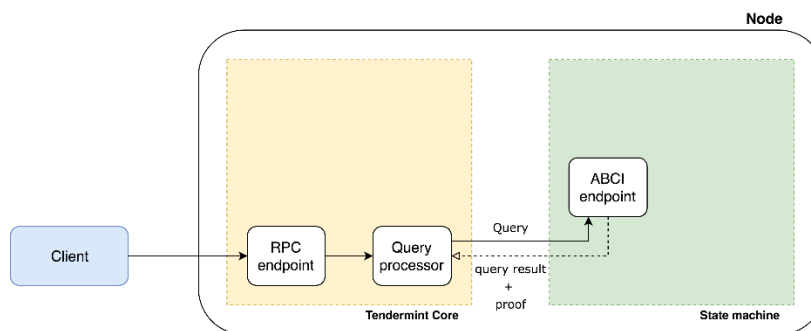 Node
ABCI
endpoint
Client
RPC
endpoint
Query
processor
Query
query result
+
proof
Tendermint Core
State machine